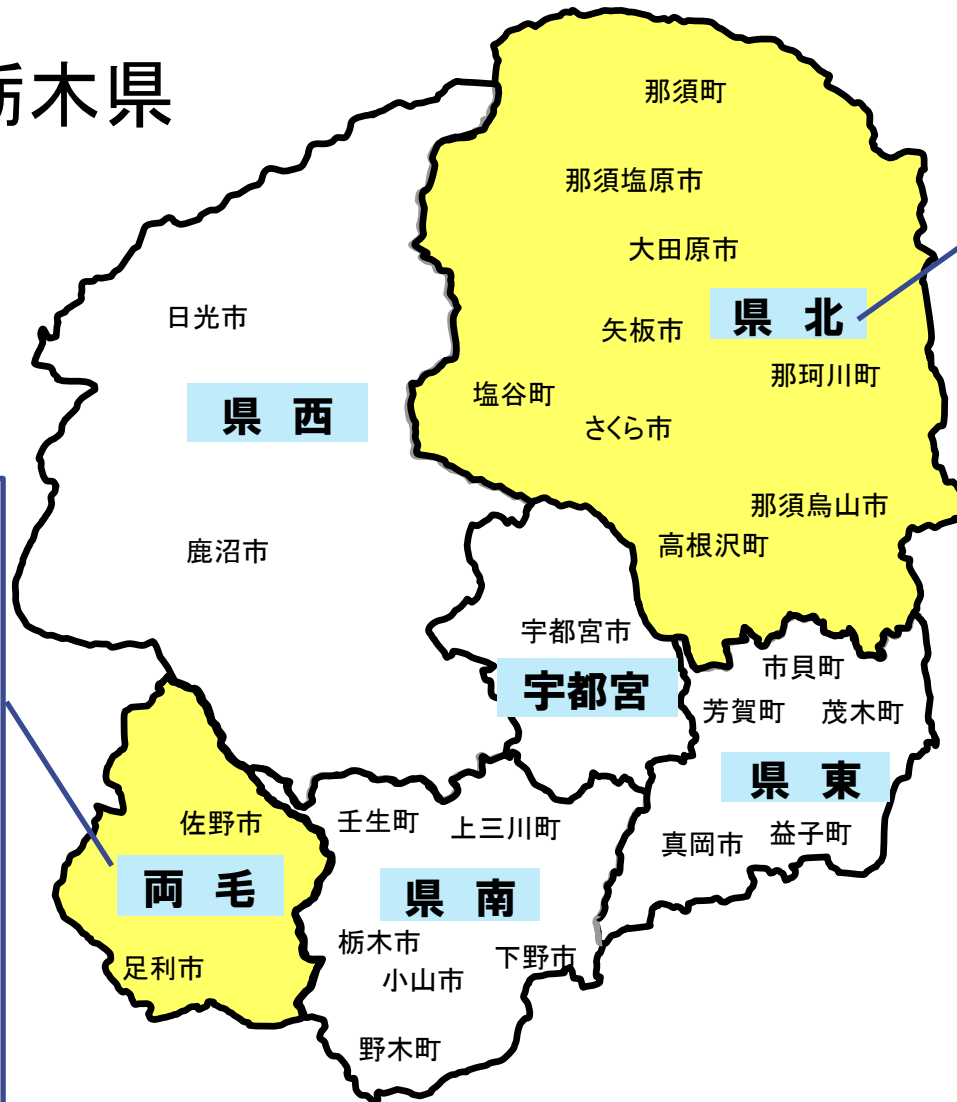 栃木県
那須町
那須塩原市
大田原市
県 北
日光市
矢板市
那珂川町
塩谷町
県 西
さくら市
那須烏山市
鹿沼市
高根沢町
宇都宮市
宇都宮
市貝町
芳賀町
茂木町
県 東
佐野市
壬生町
上三川町
真岡市
益子町
両 毛
県 南
栃木市
下野市
足利市
小山市
野木町